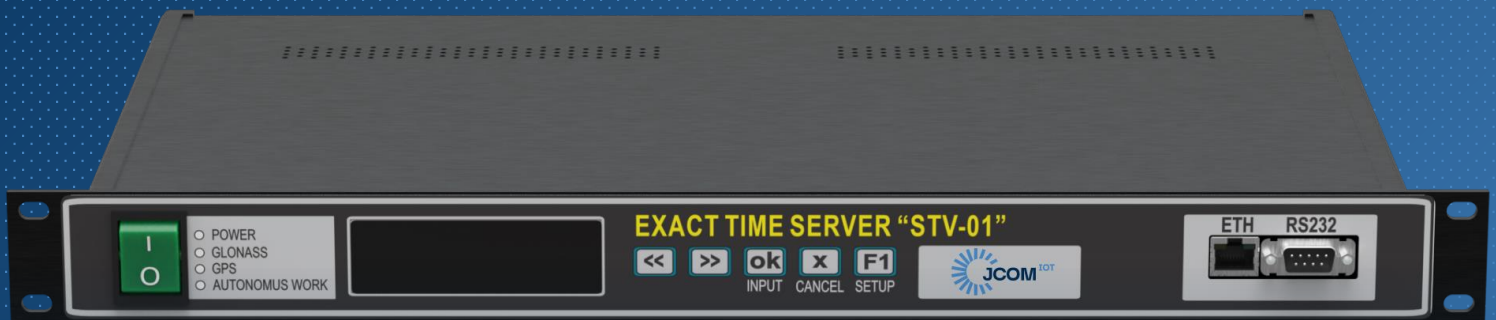 I
O
POWER
GLONASS
GPS
AUTONOMUS WORK
EXACT TIME SERVER “STV-01”
<< >> ok x F1
INPUT CANCEL SETUP
JCOM IOT
ETH RS232